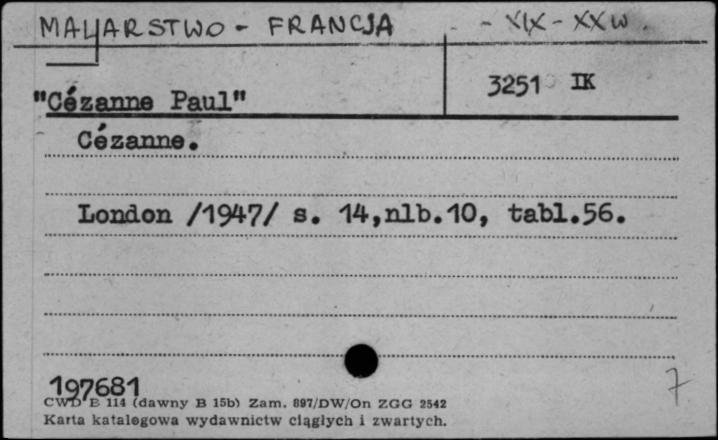 MALARSTWO - FRANCJA - XIX - XXW.
3251 IK
"Cézanne Paul"
Cézanne.
London /1947/ s. 14,nlb.10, tabl.56.
197681
7
CWD E 114 (dawny B 15b) Zam. 897/DW/On ZGG 2542
Karta katalogowa wydawnictw ciągłych i zwartych.